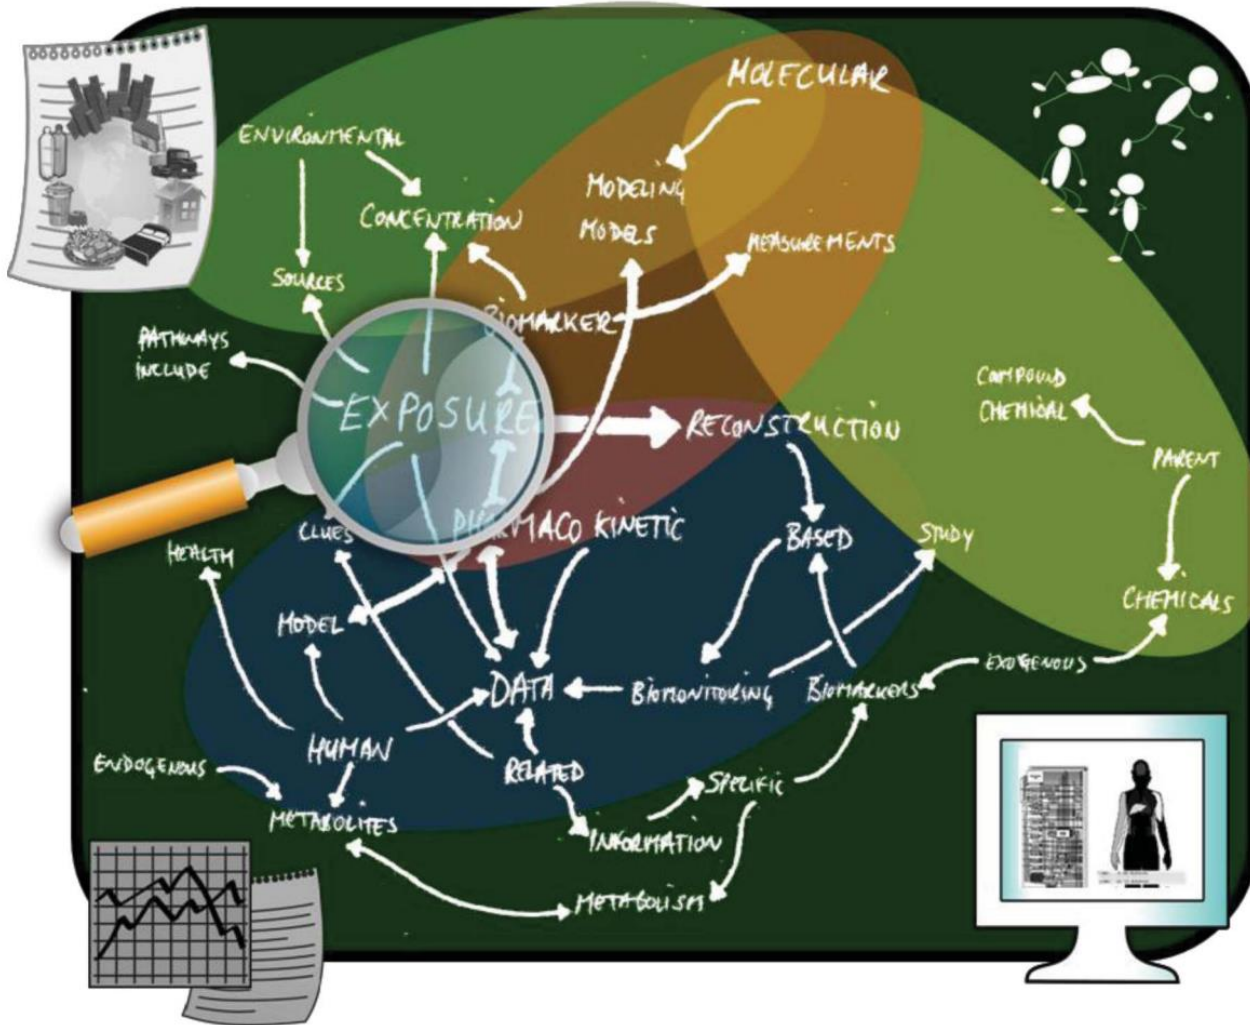 MOLECULAR
ENVIRONMENTAL
MODELING
MODELS
CONCENTRATION
MEASUREMENTS
SOURCES
BIOMARKER
PATHWAYS
INCLUDE
COMPOUND
CHEMICAL
EXPOSURE
RECONSTRUCTION
PARENT
CLUES
PHARMACO KINETIC
BASED
STUDY
HEALTH
CHEMICALS
MODEL
EXOGENOUS
DATA
BIOMONITORING
BIOMARKERS
HUMAN
ENDOGENOUS
RELATED
SPECIFIC
METABOLITES
INFORMATION
METABOLISM